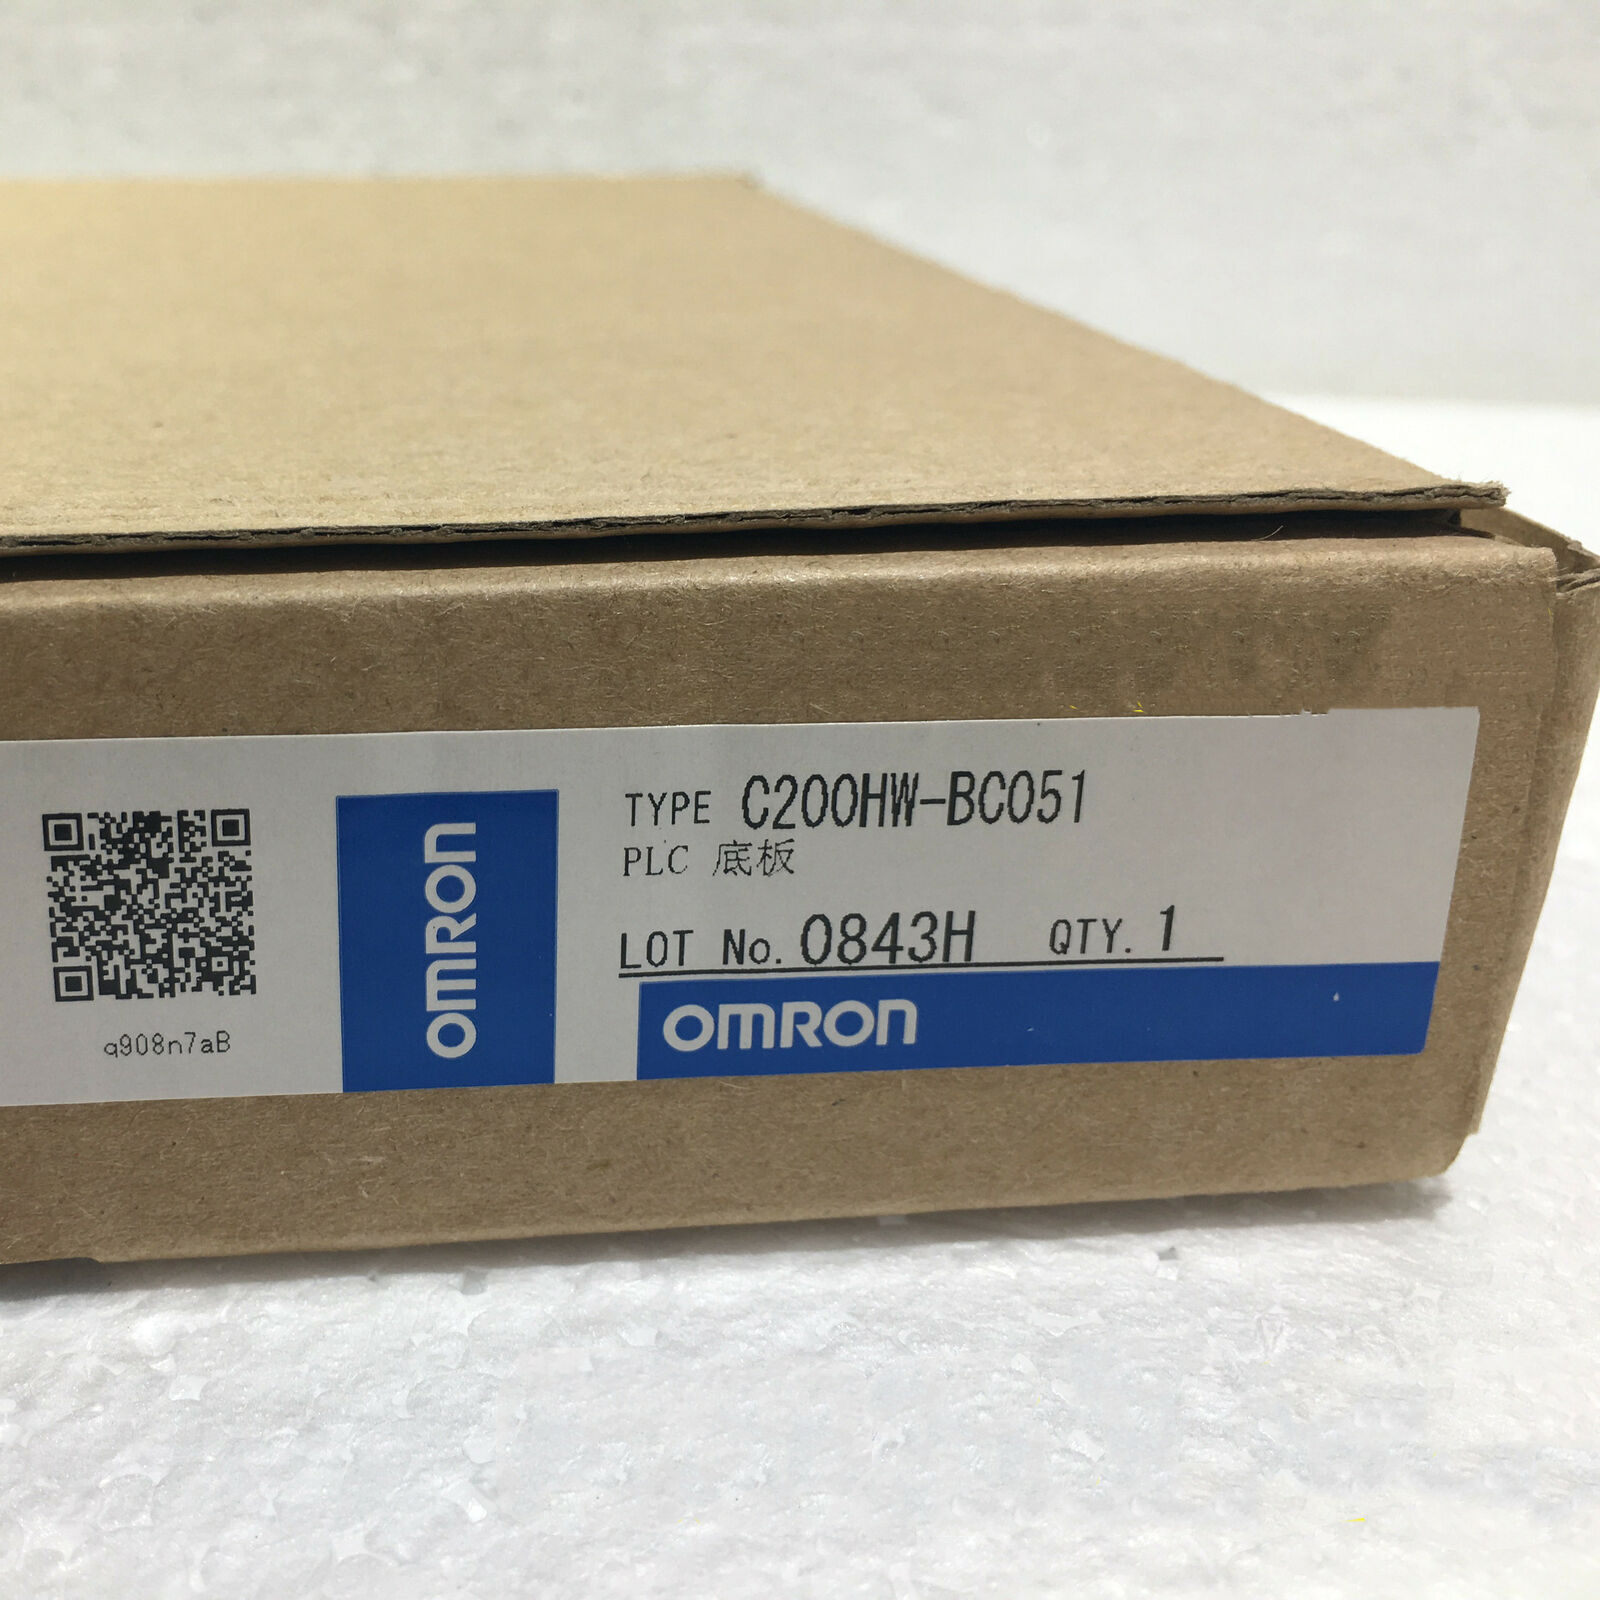 TYPE C200HW-BC051
PLC 底板
LOT No. 0843H QTY. 1
OMRON
OMRON
q908n7aB